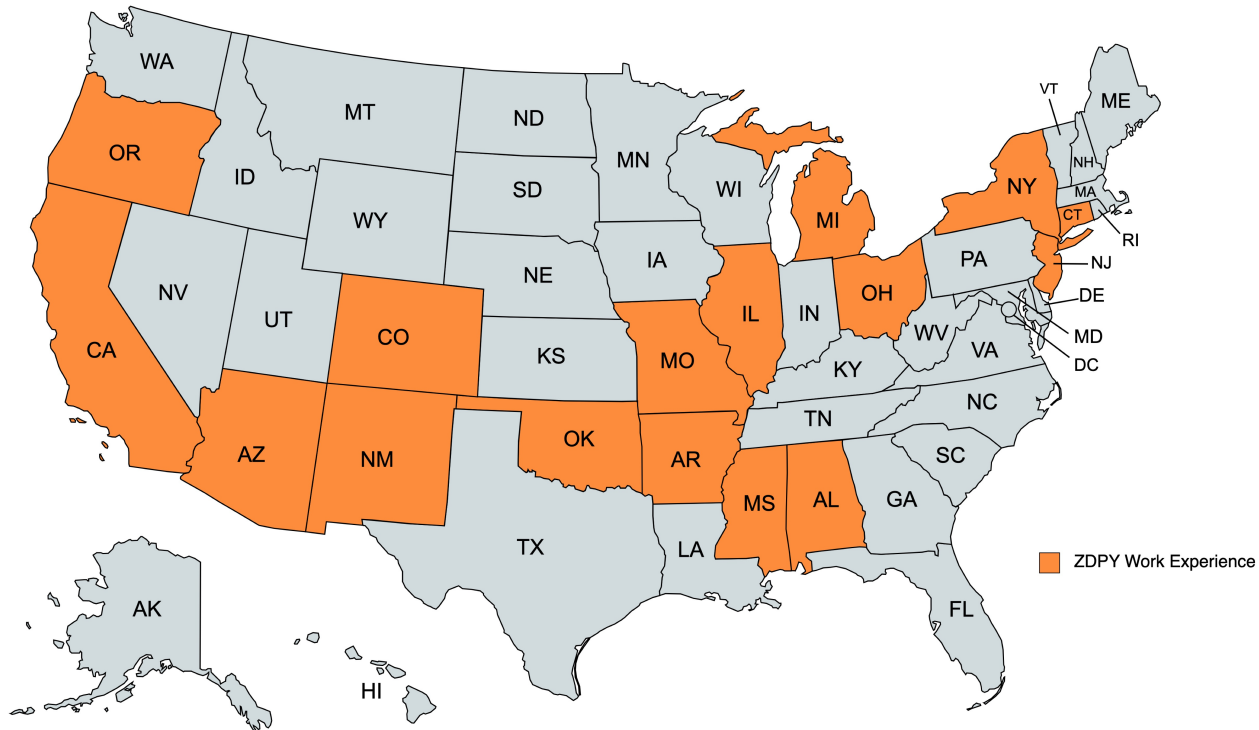 WA
OR
CA
NV
ID
MT
WY
UT
CO
AZ
NM
ND
SD
NE
KS
OK
TX
MN
IA
MO
AR
LA
WI
IL
MS
MI
IN
KY
TN
AL
OH
WV
VA
NC
SC
GA
FL
PA
NY
VT
NH
ME
MA
CT
RI
NJ
DE
MD
DC
AK
HI
ZDPY Work Experience